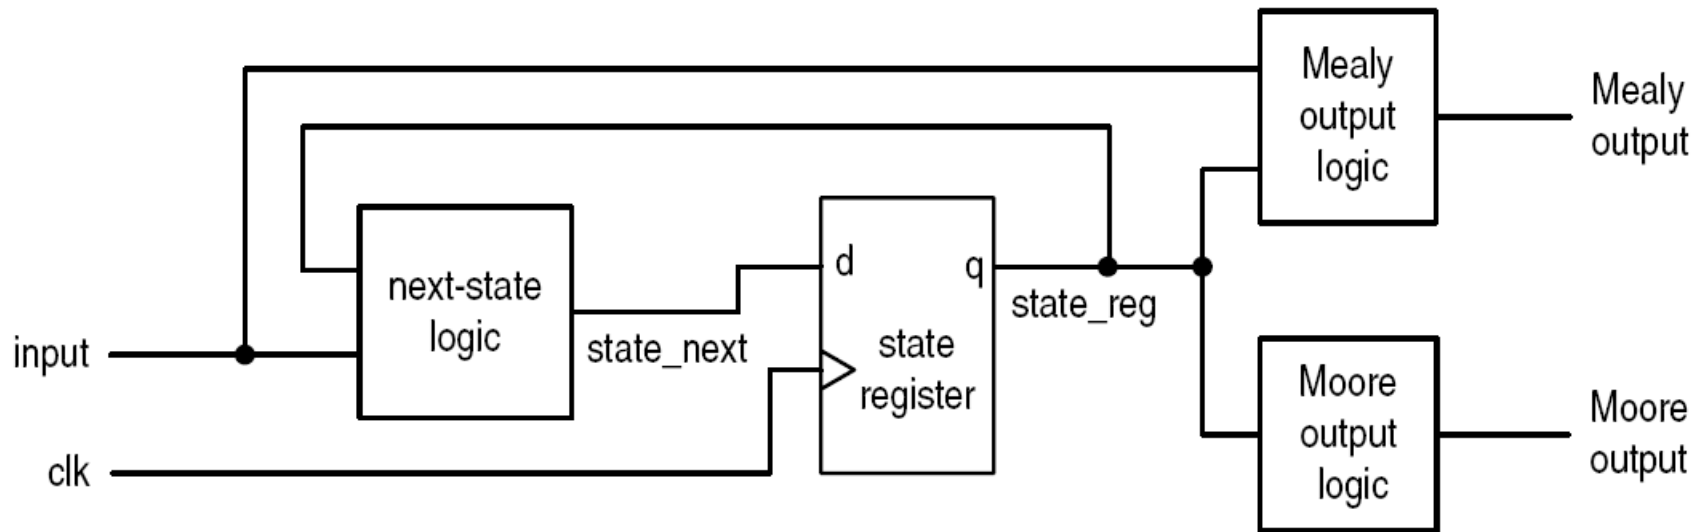 Mealy
output
logic
Mealy
output
next-state
logic
state_next
d
q
state
register
state_reg
input
clk
Moore
output
logic
Moore
output